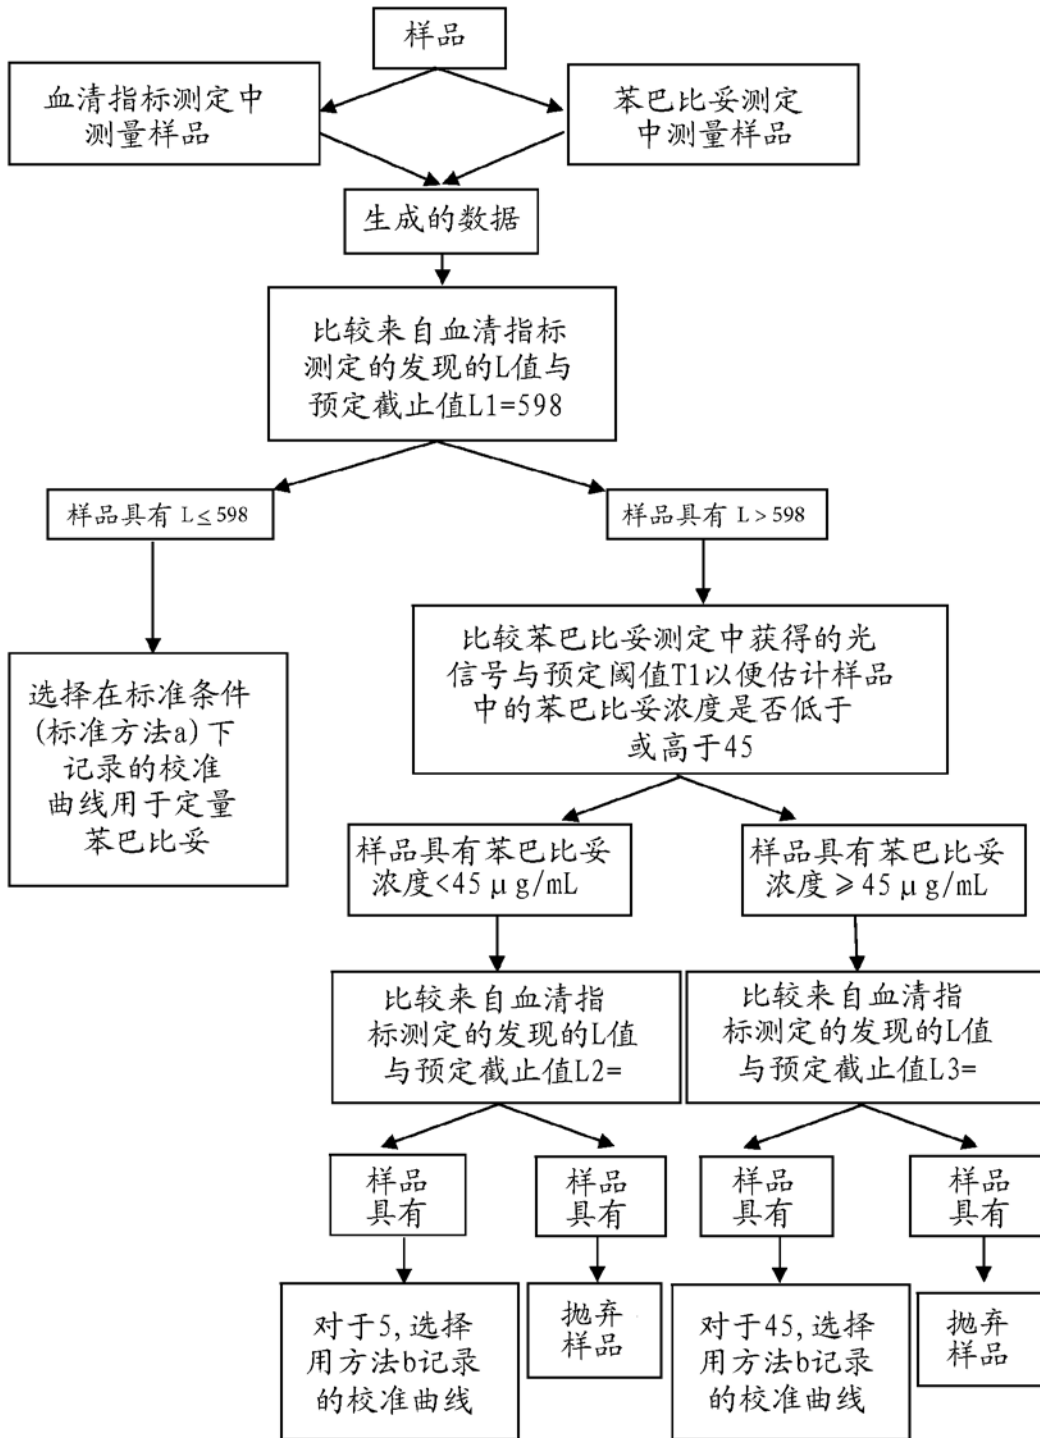 样品
血清指标测定中
测量样品
苯巴比妥测定
中测量样品
生成的数据
比较来自血清指标
测定的发现的L值与
预定截止值L1=598
样品具有 L≤598
样品具有 L>598
选择在标准条件
(标准方法a)下
记录的校准
曲线用于定量
苯巴比妥
比较苯巴比妥测定中获得的光
信号与预定阈值T1以便估计样品
中的苯巴比妥浓度是否低于
或高于45
样品具有苯巴比妥
浓度<45 μg/mL
样品具有苯巴比妥
浓度≥45 μg/mL
比较来自血清指
标测定的发现的L值
与预定截止值L2=
比较来自血清指
标测定的发现的L值
与预定截止值L3=
样品
具有
样品
具有
样品
具有
样品
具有
对于5,选择
用方法b记录
的校准曲线
抛弃
样品
对于45,选择
用方法b记录
的校准曲线
抛弃
样品